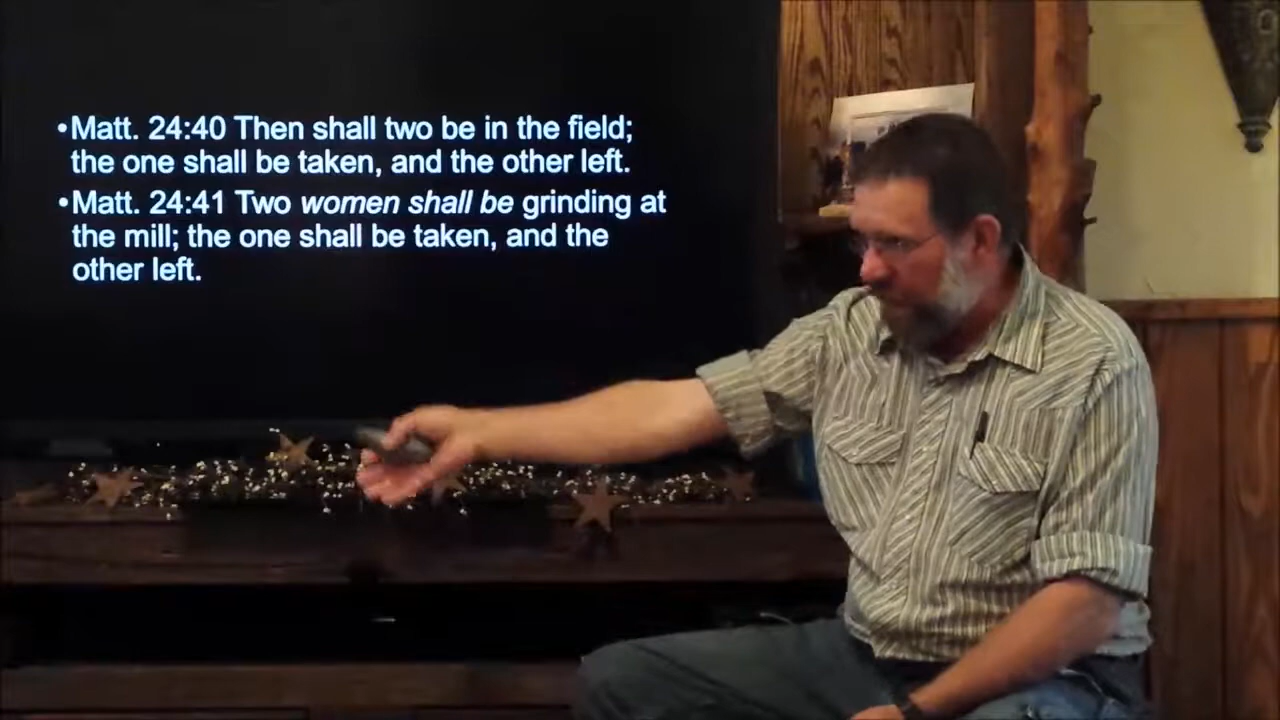 •Matt. 24:40 Then shall two be in the field;
the one shall be taken, and the other left.
•Matt. 24:41 Two women shall be grinding at
the mill; the one shall be taken, and the
other left.